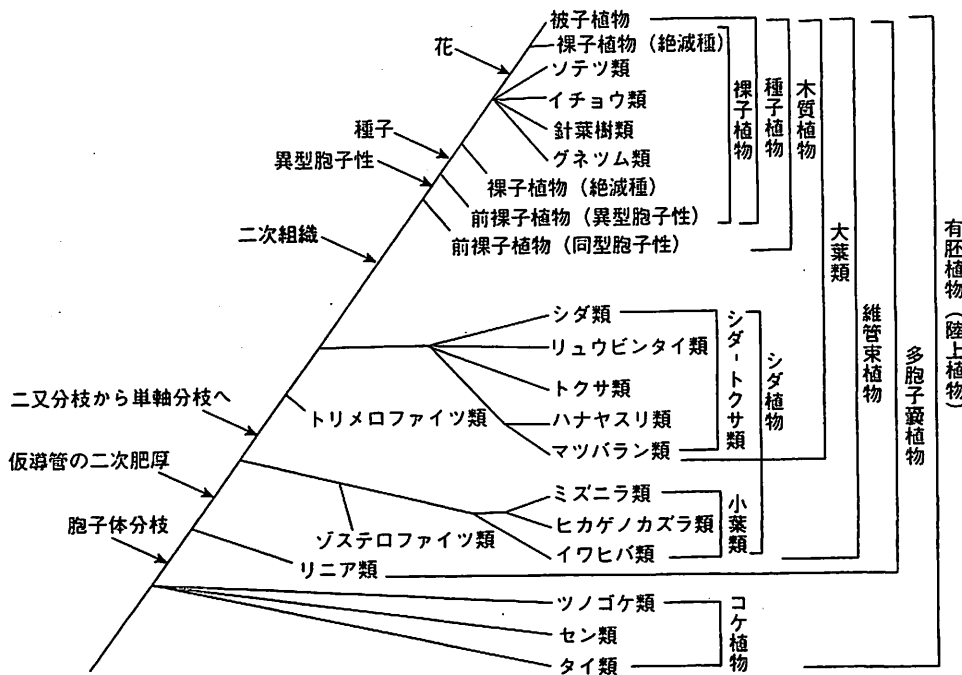 被子植物
裸子植物（絶滅種）
ソテツ類
イチョウ類
針葉樹類
グネツム類
裸子植物（絶滅種）
前裸子植物（異型胞子性）
前裸子植物（同型胞子性）
花
種子
異型胞子性
二次組織
二又分枝から単軸分枝へ
仮導管の二次肥厚
胞子体分枝
シダ類
リュウビンタイ類
トクサ類
ハナヤスリ類
マツバラン類
トリメロファイツ類
ミズニラ類
ヒカゲノカズラ類
イワヒバ類
ゾステロファイツ類
リニア類
ツノゴケ類
セン類
タイ類
裸子植物
種子植物
木質植物
大葉類
シダ-トクサ類
シダ植物
小葉類
維管束植物
多胞子嚢植物
有胚植物（陸上植物）
コケ植物